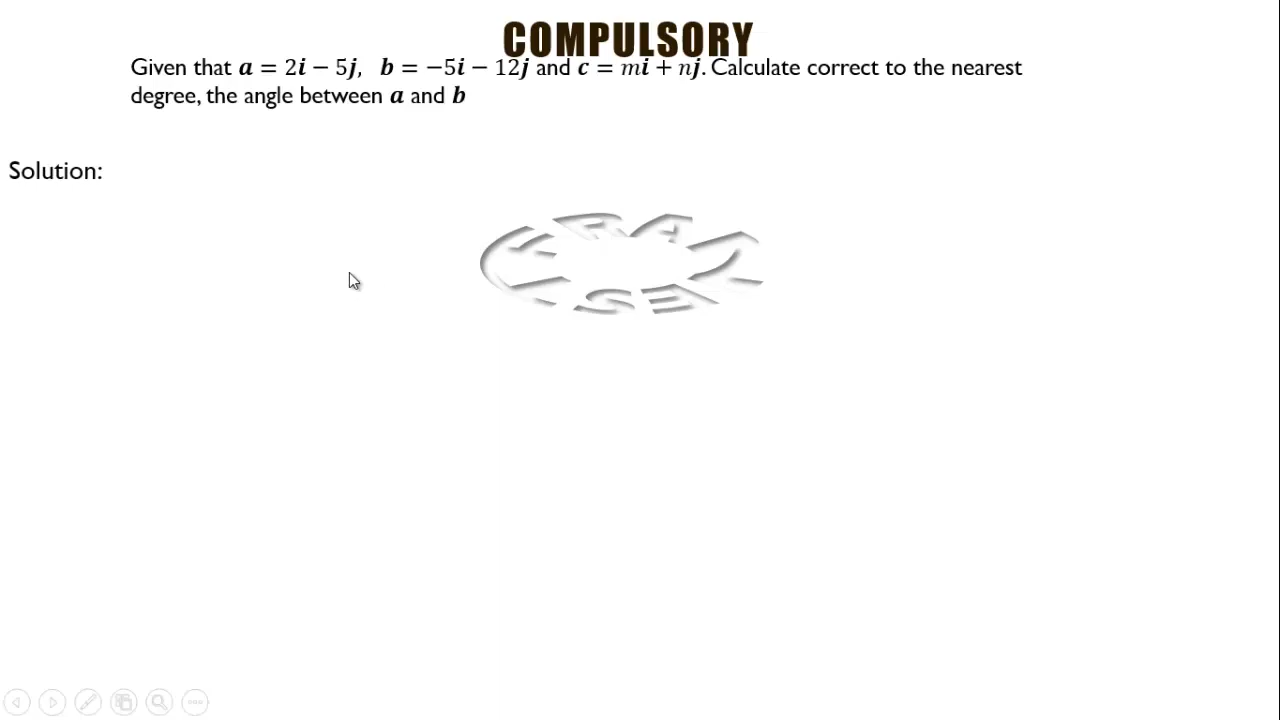 COMPULSORY
Given that a = 2i − 5j, b = −5i − 12j and c = mi + nj. Calculate correct to the nearest
degree, the angle between a and b
Solution: